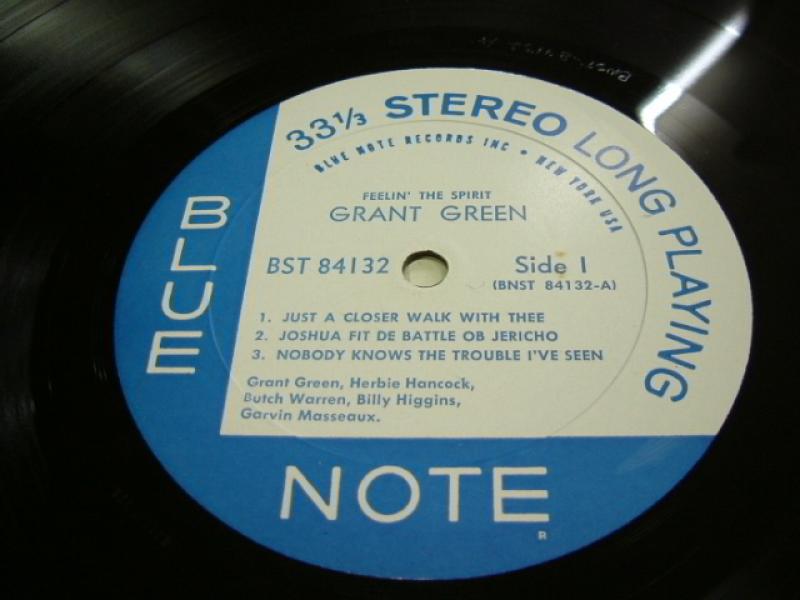 33⅓ STEREO LONG PLAYING
BLUE NOTE RECORDS INC • NEW YORK USA
FEELIN' THE SPIRIT
GRANT GREEN
BST 84132
Side 1
(BNST 84132-A)
1. JUST A CLOSER WALK WITH THEE
2. JOSHUA FIT DE BATTLE OB JERICHO
3. NOBODY KNOWS THE TROUBLE I'VE SEEN
Grant Green, Herbie Hancock,
Butch Warren, Billy Higgins,
Garvin Masseaux.
BLUE
NOTE
R